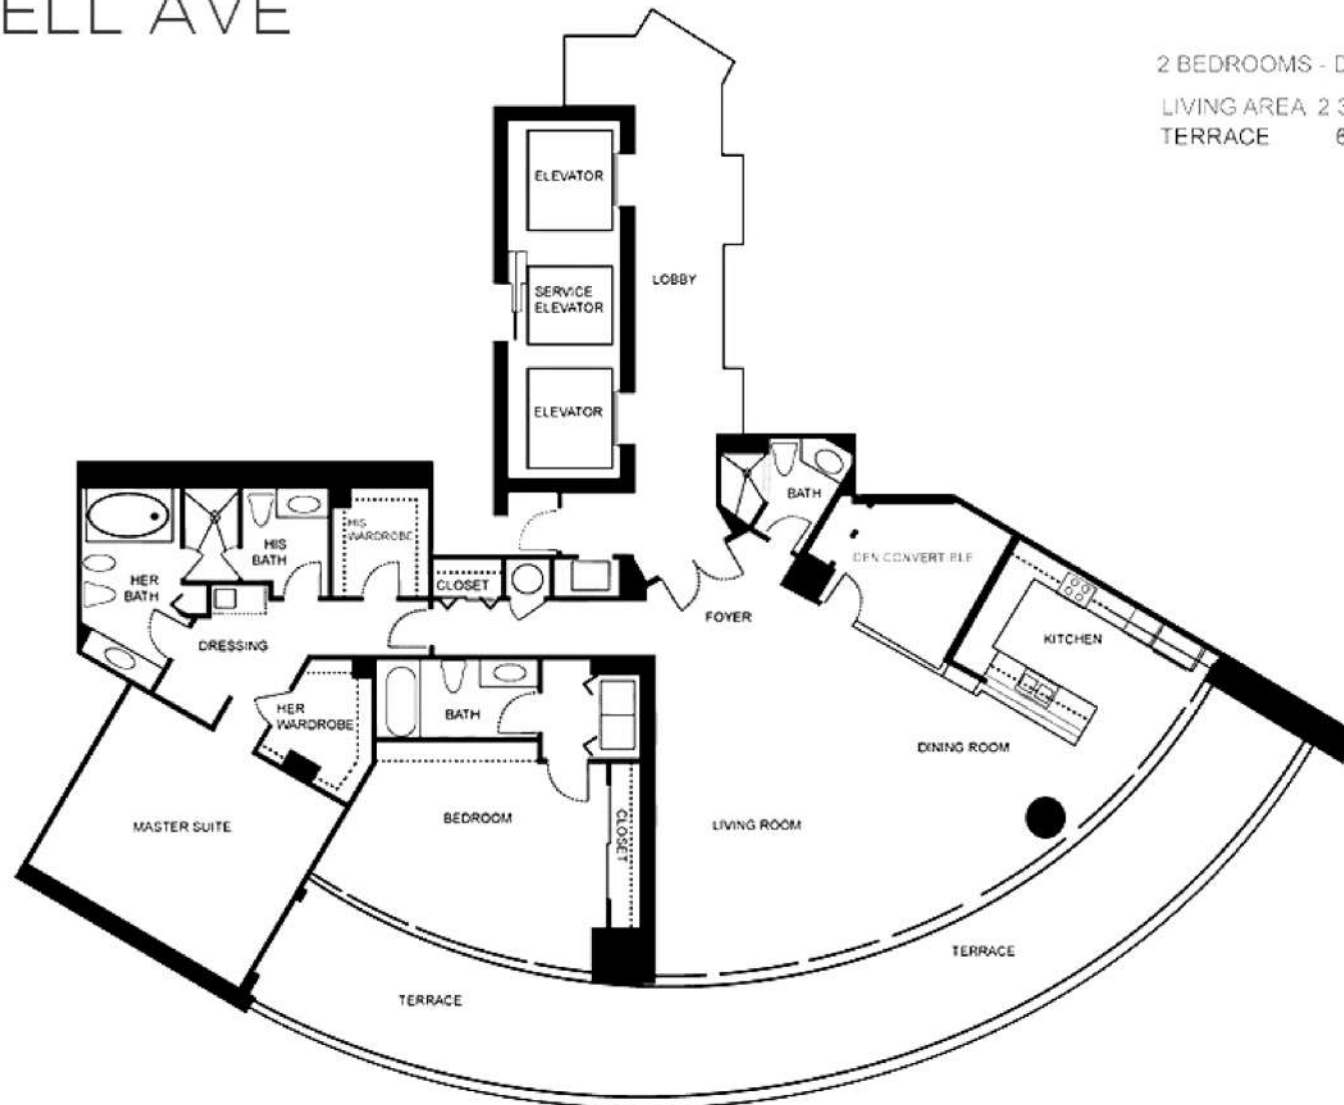 ELL AVE
2 BEDROOMS - D
LIVING AREA 2 3
TERRACE 6
ELEVATOR
SERVICE
ELEVATOR
LOBBY
ELEVATOR
BATH
HIS
WARDROBE
HIS
BATH
DEN CONVERTIBLE
HER
BATH
CLOSET
FOYER
KITCHEN
DRESSING
HER
WARDROBE
BATH
DINING ROOM
MASTER SUITE
BEDROOM
CLOSET
LIVING ROOM
TERRACE
TERRACE